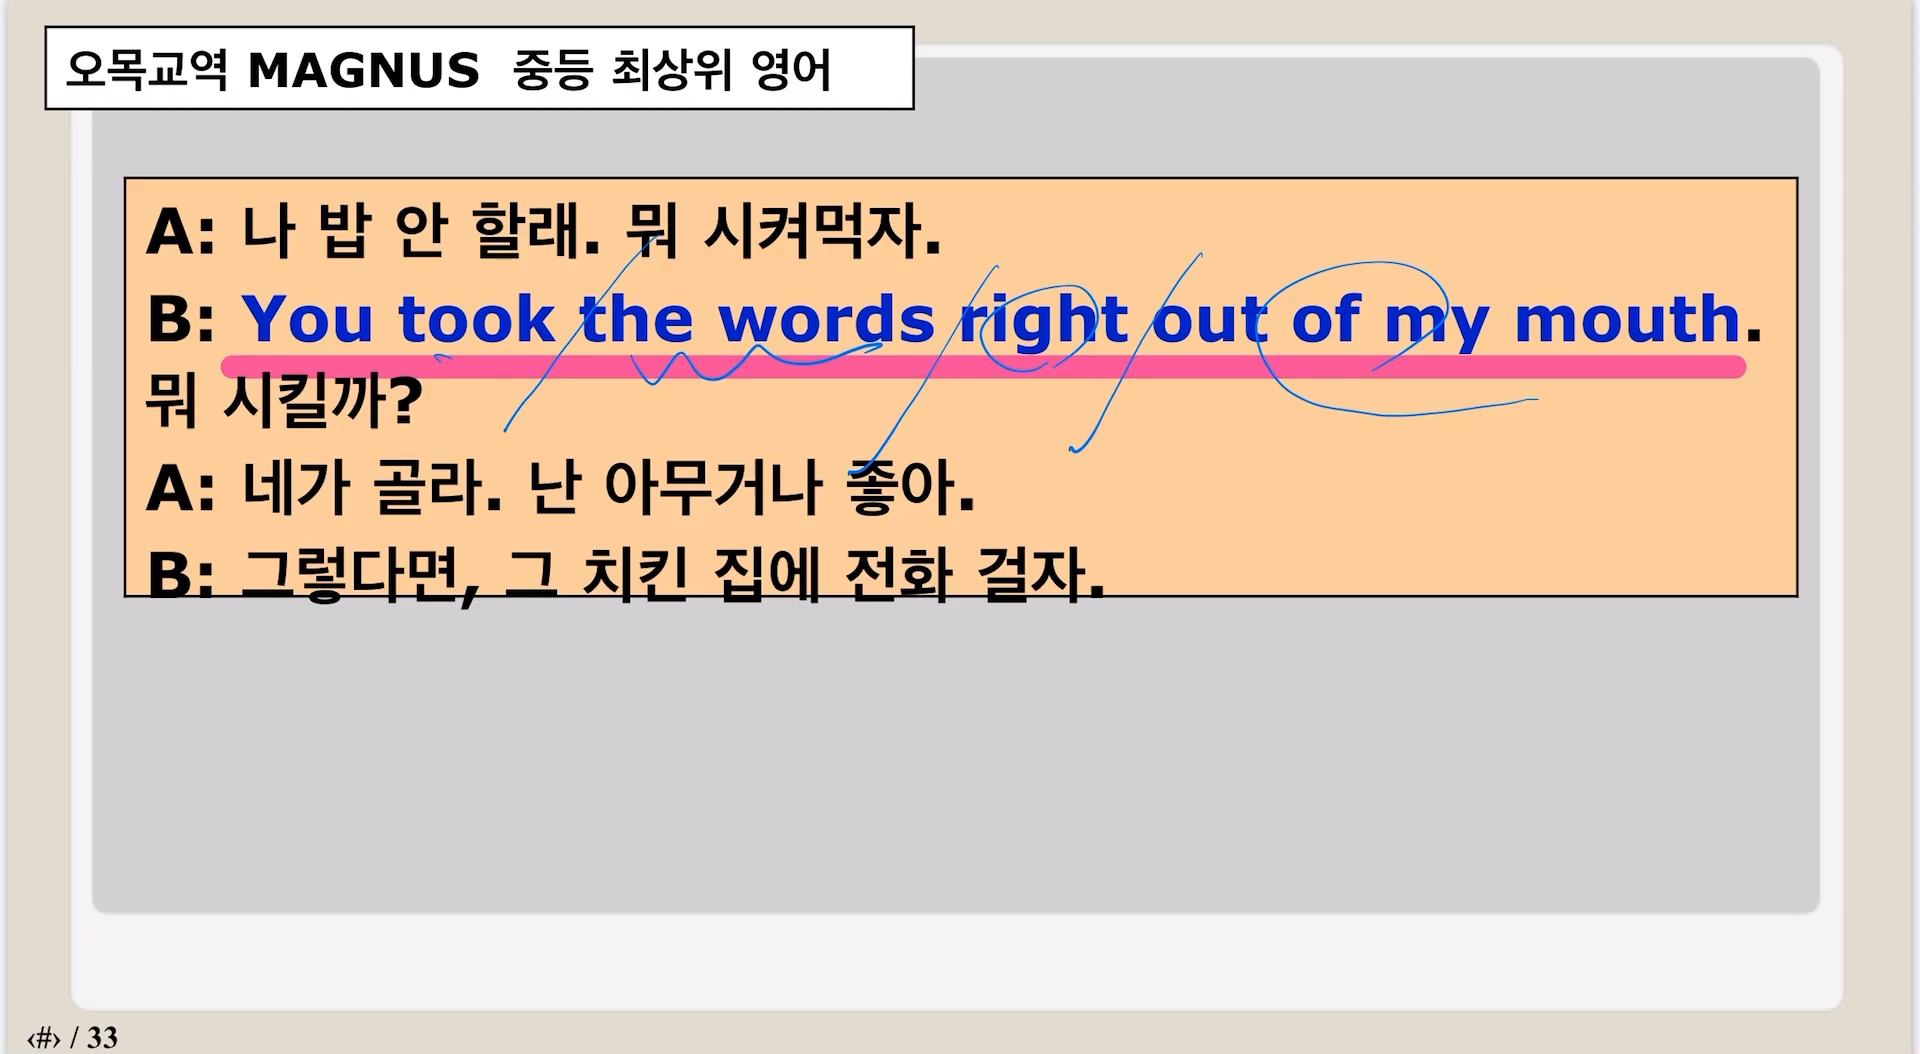 오목교역 MAGNUS 중등 최상위 영어
A: 나 밥 안 할래. 뭐 시켜먹자.
B: You took the words right out of my mouth.
뭐 시킬까?
A: 네가 골라. 난 아무거나 좋아.
B: 그렇다면, 그 치킨 집에 전화 걸자.
‹#› / 33